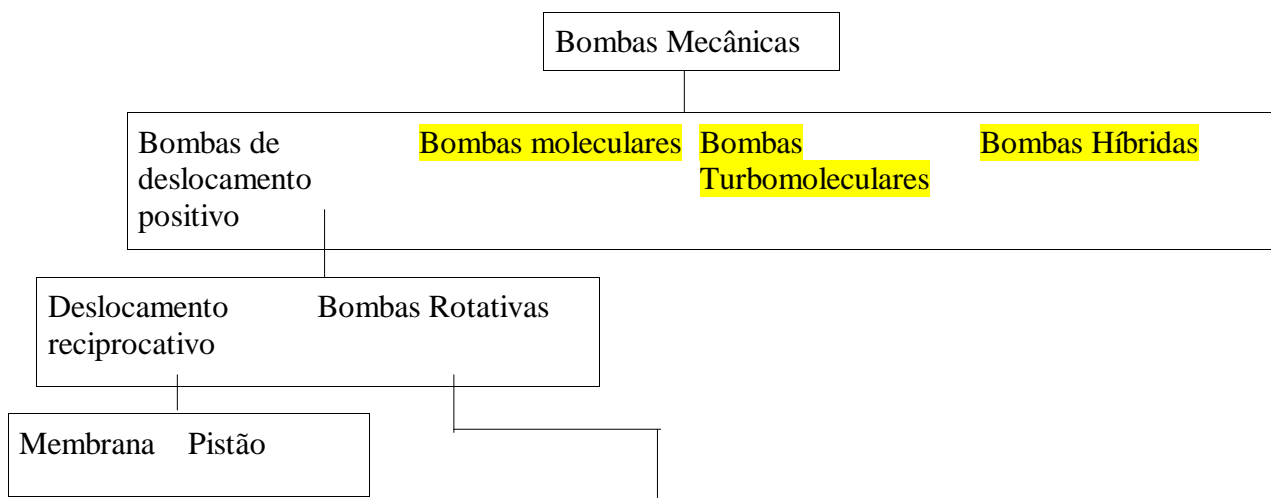 Bombas Mecânicas
Bombas de deslocamento positivo
Bombas moleculares
Bombas Turbomoleculares
Bombas Híbridas
Deslocamento reciprocativo
Bombas Rotativas
Membrana
Pistão